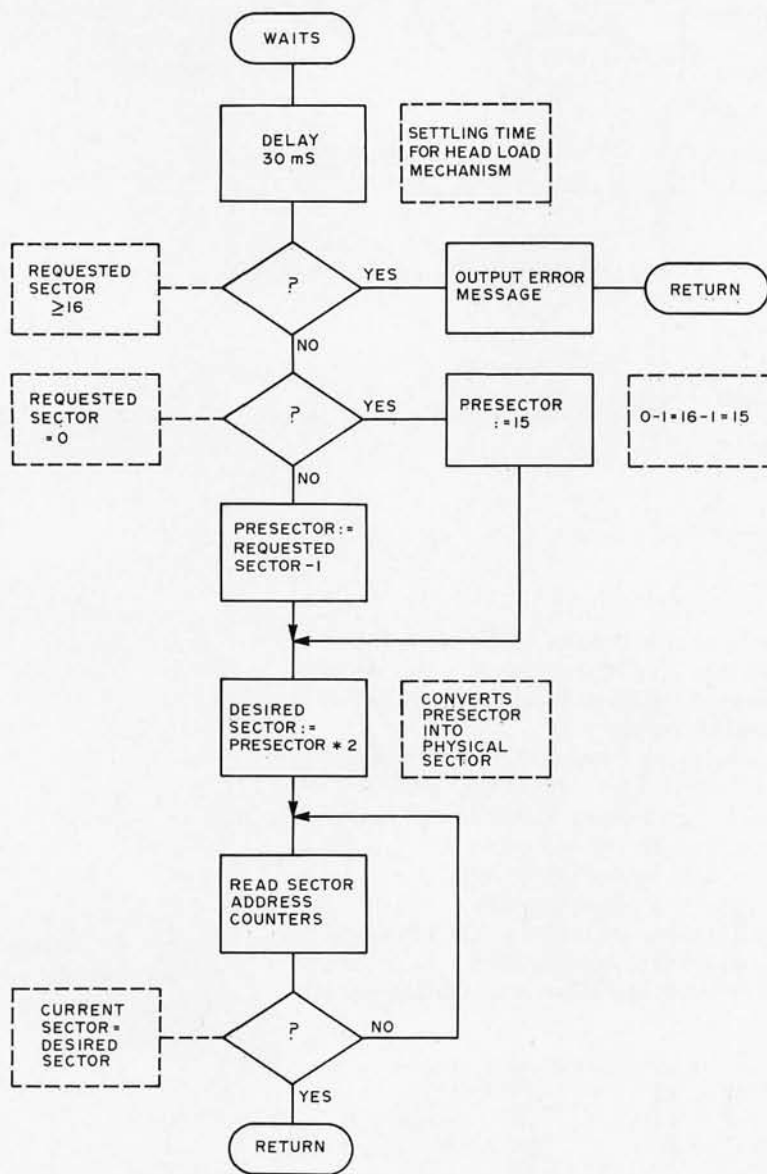 WAITS
DELAY
30 mS
SETTLING TIME
FOR HEAD LOAD
MECHANISM
REQUESTED
SECTOR
≥16
?
YES
OUTPUT ERROR
MESSAGE
RETURN
NO
REQUESTED
SECTOR
=0
?
YES
PRESECTOR
:=15
0-1=16-1=15
NO
PRESECTOR:=
REQUESTED
SECTOR-1
DESIRED
SECTOR:=
PRESECTOR * 2
CONVERTS
PRESECTOR
INTO
PHYSICAL
SECTOR
READ SECTOR
ADDRESS
COUNTERS
CURRENT
SECTOR=
DESIRED
SECTOR
?
NO
YES
RETURN